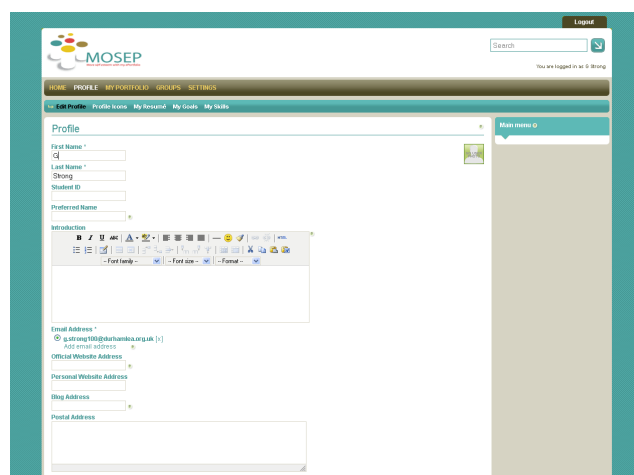 Logout
MOSEP
Search
You are logged in as G Strong
HOME PROFILE MY PORTFOLIO GROUPS SETTINGS
Edit Profile Profile Icons My Resumé My Goals My Skills
Profile
Main menu
First Name *
G
Last Name *
Strong
Student ID
Preferred Name
Introduction
B I U ABC
HTML
-- Font family -- -- Font size -- -- Format --
Email Address *
g.strong100@durhamlea.org.uk [x]
Add email address
Official Website Address
Personal Website Address
Blog Address
Postal Address